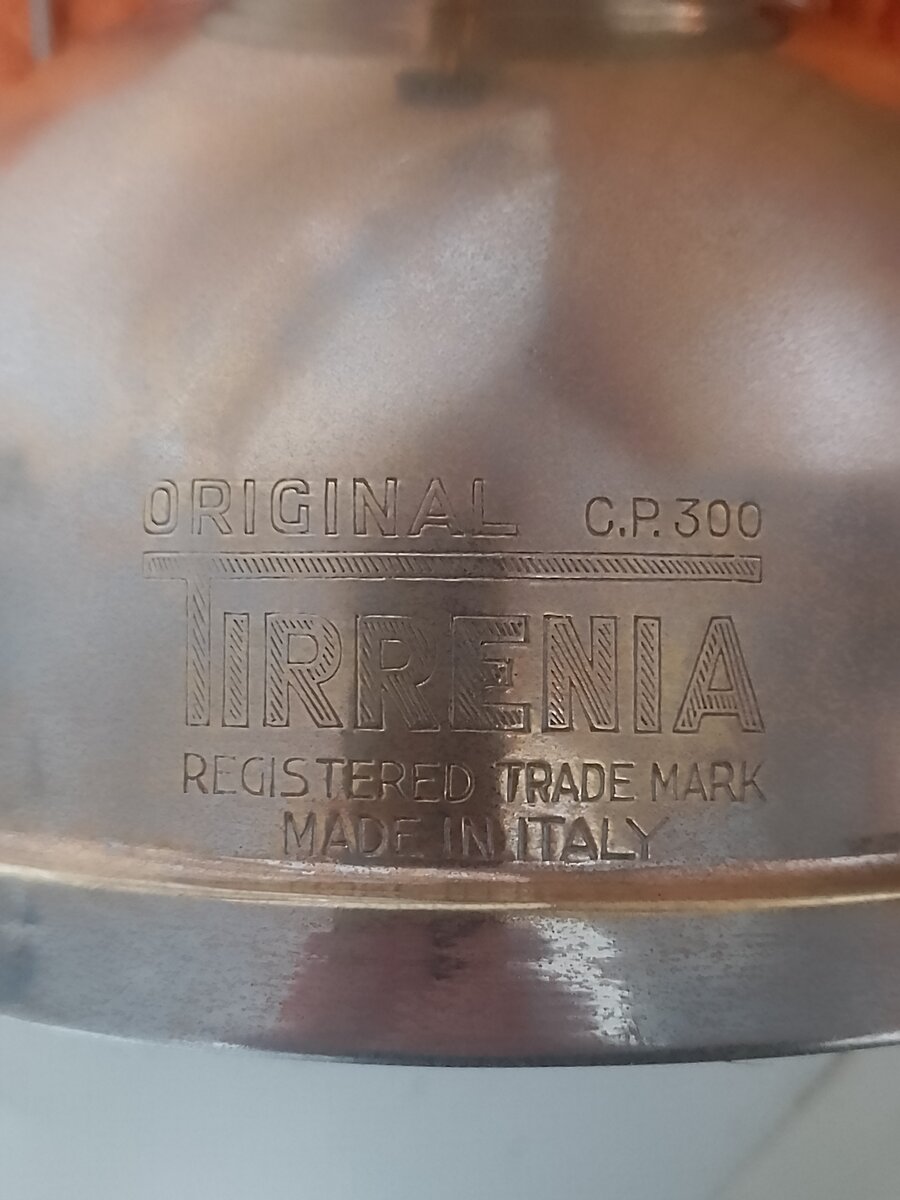 ORIGINAL C.P. 300
TIRRENIA
REGISTERED TRADE MARK
MADE IN ITALY